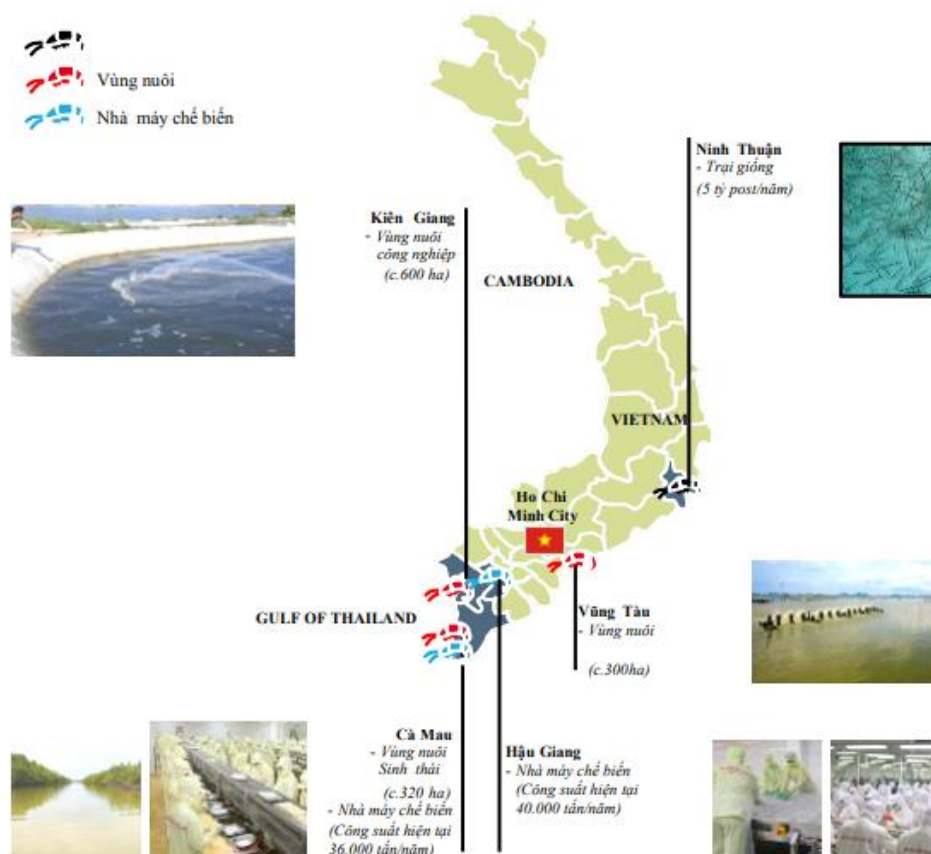 Vùng nuôi
Nhà máy chế biến
Ninh Thuận
- Trại giống
(5 tỷ post/năm)
Kiên Giang
- Vùng nuôi
công nghiệp
(c.600 ha)
CAMBODIA
VIETNAM
Ho Chi
Minh City
GULF OF THAILAND
Vũng Tàu
- Vùng nuôi
(c.300ha)
Cà Mau
- Vùng nuôi
Sinh thái
(c.320 ha)
- Nhà máy chế biến
(Công suất hiện tại
36.000 tấn/năm)
Hậu Giang
- Nhà máy chế biến
(Công suất hiện tại
40.000 tấn/năm)